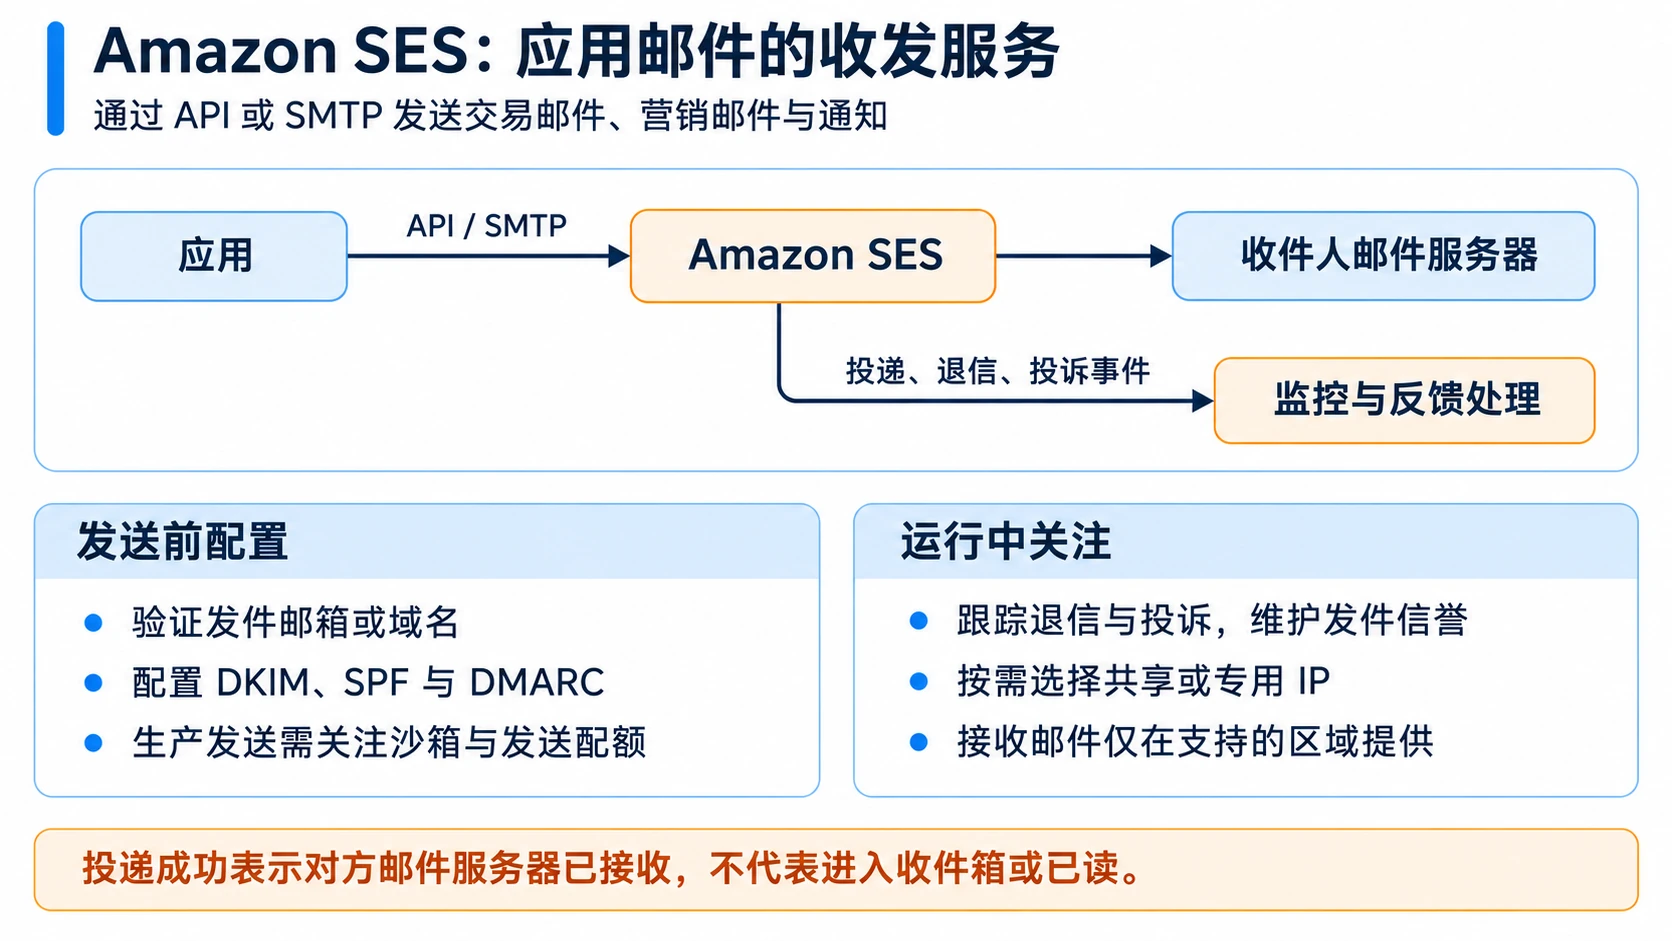 Amazon SES：应用邮件的收发服务
通过 API 或 SMTP 发送交易邮件、营销邮件与通知
应用
API / SMTP
Amazon SES
收件人邮件服务器
投递、退信、投诉事件
监控与反馈处理
发送前配置
验证发件邮箱或域名
配置 DKIM、SPF 与 DMARC
生产发送需关注沙箱与发送配额
运行中关注
跟踪退信与投诉，维护发件信誉
按需选择共享或专用 IP
接收邮件仅在支持的区域提供
投递成功表示对方邮件服务器已接收，不代表进入收件箱或已读。